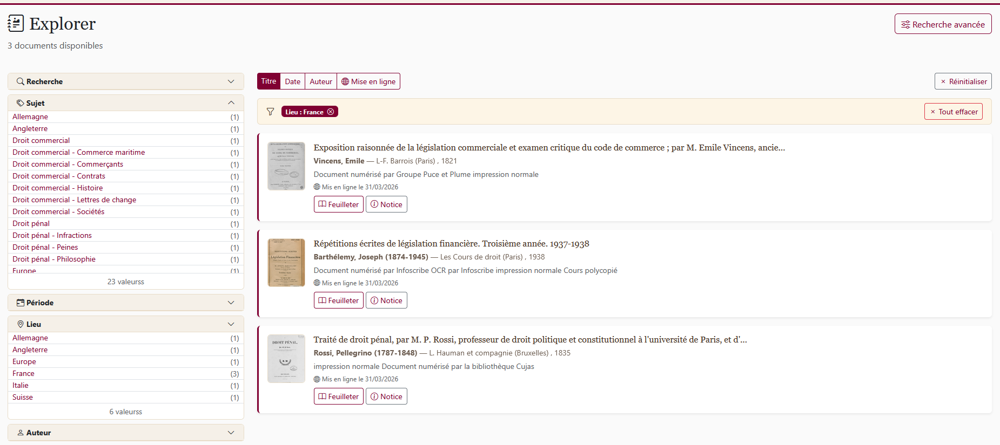 Explorer
Recherche avancée
3 documents disponibles
Recherche
Sujet
Allemagne (1)
Angleterre (1)
Droit commercial (1)
Droit commercial - Commerce maritime (1)
Droit commercial - Commerçants (1)
Droit commercial - Contrats (1)
Droit commercial - Histoire (1)
Droit commercial - Lettres de change (1)
Droit commercial - Sociétés (1)
Droit pénal (1)
Droit pénal - Infractions (1)
Droit pénal - Peines (1)
Droit pénal - Philosophie (1)
Europe (1)
23 valeurss
Période
Lieu
Allemagne (1)
Angleterre (1)
Europe (1)
France (3)
Italie (1)
Suisse (1)
6 valeurss
Auteur
Titre Date Auteur Mise en ligne
× Réinitialiser
Lieu : France
× Tout effacer
Exposition raisonnée de la législation commerciale et examen critique du code de commerce ; par M. Emile Vincens, ancie...
Vincens, Emile — L-F. Barrois (Paris) , 1821
Document numérisé par Groupe Puce et Plume impression normale
Mis en ligne le 31/03/2026
Feuilleter Notice
Répétitions écrites de législation financière. Troisième année. 1937-1938
Barthélemy, Joseph (1874-1945) — Les Cours de droit (Paris) , 1938
Document numérisé par Infoscribe OCR par Infoscribe impression normale Cours polycopié
Mis en ligne le 31/03/2026
Feuilleter Notice
DROIT PÉNAL,
Traité de droit pénal, par M. P. Rossi, professeur de droit politique et constitutionnel à l'université de Paris, et d'...
Rossi, Pellegrino (1787-1848) — L. Hauman et compagnie (Bruxelles) , 1835
impression normale Document numérisé par la bibliothèque Cujas
Mis en ligne le 31/03/2026
Feuilleter Notice